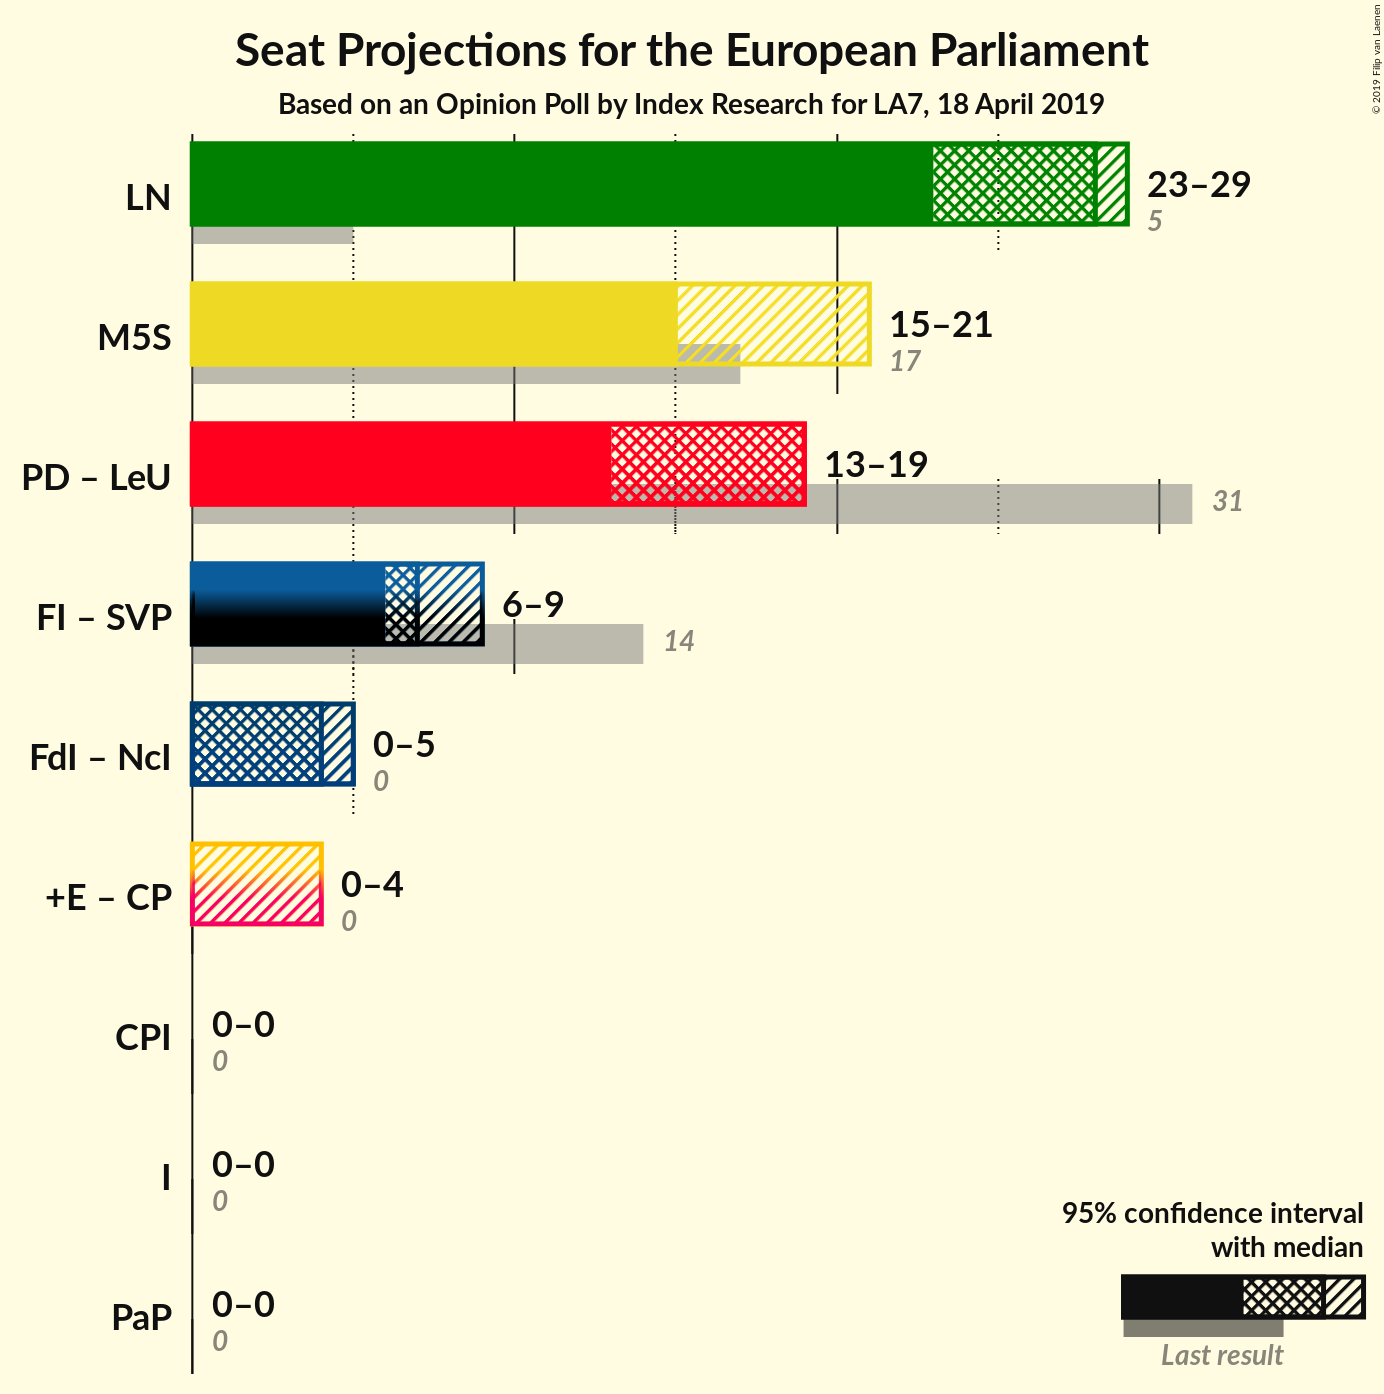 Seat Projections for the European Parliament
Based on an Opinion Poll by Index Research for LA7, 18 April 2019
© 2019 Filip van Laenen
LN
23–29
5
M5S
15–21
17
PD – LeU
13–19
31
FI – SVP
6–9
14
FdI – NcI
0–5
0
+E – CP
0–4
0
CPI
0–0
0
I
0–0
0
PaP
0–0
0
95% confidence interval
with median
Last result